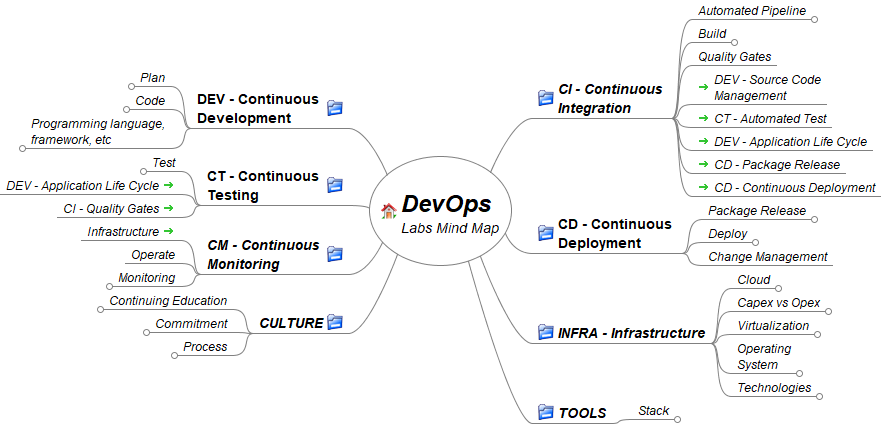 DevOps
Labs Mind Map
DEV - Continuous
Development
Plan
Code
Programming language,
framework, etc
CT - Continuous
Testing
Test
DEV - Application Life Cycle
CI - Quality Gates
CM - Continuous
Monitoring
Infrastructure
Operate
Monitoring
CULTURE
Continuing Education
Commitment
Process
CI - Continuous
Integration
Automated Pipeline
Build
Quality Gates
DEV - Source Code
Management
CT - Automated Test
DEV - Application Life Cycle
CD - Package Release
CD - Continuous Deployment
CD - Continuous
Deployment
Package Release
Deploy
Change Management
INFRA - Infrastructure
Cloud
Capex vs Opex
Virtualization
Operating
System
Technologies
TOOLS
Stack